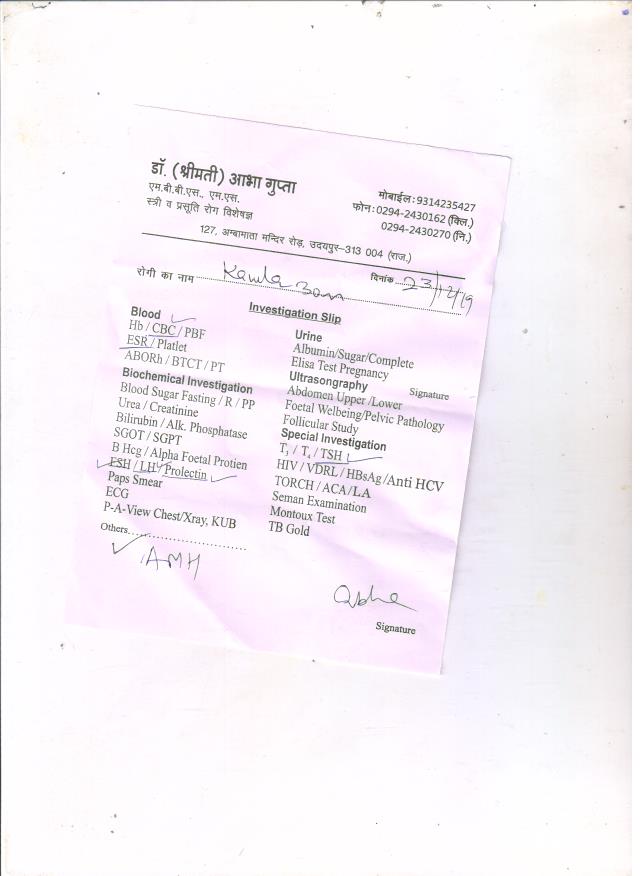 डॉ. (श्रीमती) आभा गुप्ता
एम.बी.बी.एस., एम.एस.
स्त्री व प्रसूति रोग विशेषज्ञ
मोबाईल : 9314235427
फोन : 0294-2430162 (क्लि.)
0294-2430270 (नि.)
127, अम्बामाता मन्दिर रोड़, उदयपुर–313 004 (राज.)
रोगी का नाम Kamla
दिनांक 23/12/19
Investigation Slip
Blood
Hb / CBC / PBF
ESR / Platlet
ABORh / BTCT / PT
Biochemical Investigation
Blood Sugar Fasting / R / PP
Urea / Creatinine
Bilirubin / Alk. Phosphatase
SGOT / SGPT
B Hcg / Alpha Foetal Protien
FSH / LH / Prolectin
Paps Smear
ECG
P-A-View Chest/Xray, KUB
Others
AMH
Urine
Albumin/Sugar/Complete
Elisa Test Pregnancy
Ultrasonography
Signature
Abdomen Upper /Lower
Foetal Welbeing/Pelvic Pathology
Follicular Study
Special Investigation
T₃ / T₄ / TSH
HIV / VDRL / HBsAg /Anti HCV
TORCH / ACA/LA
Seman Examination
Montoux Test
TB Gold
Signature